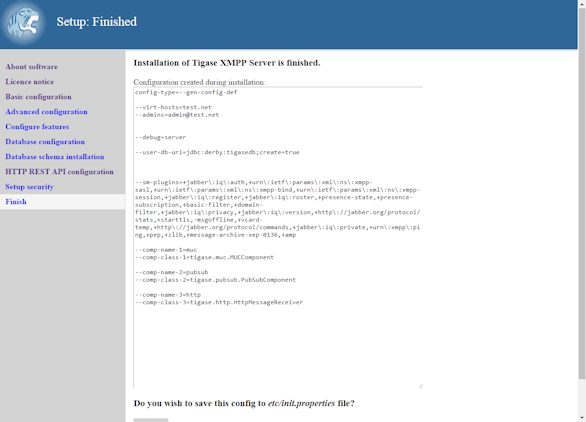 Setup: Finished
About software
Licence notice
Basic configuration
Advanced configuration
Configure features
Database configuration
Database schema installation
HTTP REST API configuration
Setup security
Finish
Installation of Tigase XMPP Server is finished.
Configuration created during installation:
config-type=--gen-config-def
--virt-hosts=test.net
--admins=admin@test.net
--debug=server
--user-db-uri=jdbc:derby:tigasedb;create=true
--sm-plugins=+jabber\:iq\:auth,+urn\:ietf\:params\:xml\:ns\:xmpp-
sasl,+urn\:ietf\:params\:xml\:ns\:xmpp-bind,+urn\:ietf\:params\:xml\:ns\:xmpp-
session,+jabber\:iq\:register,+jabber\:iq\:roster,+presence-state,+presence-
subscription,+basic-filter,+domain-
filter,+jabber\:iq\:privacy,+jabber\:iq\:version,+http\://jabber.org/protocol/
stats,+starttls,-msgoffline,+vcard-
temp,+http\://jabber.org/protocol/commands,+jabber\:iq\:private,+urn\:xmpp\:pi
ng,+pep,+zlib,+message-archive-xep-0136,+amp
--comp-name-1=muc
--comp-class-1=tigase.muc.MUCComponent
--comp-name-2=pubsub
--comp-class-2=tigase.pubsub.PubSubComponent
--comp-name-3=http
--comp-class-3=tigase.http.HttpMessageReceiver
Do you wish to save this config to etc/init.properties file?